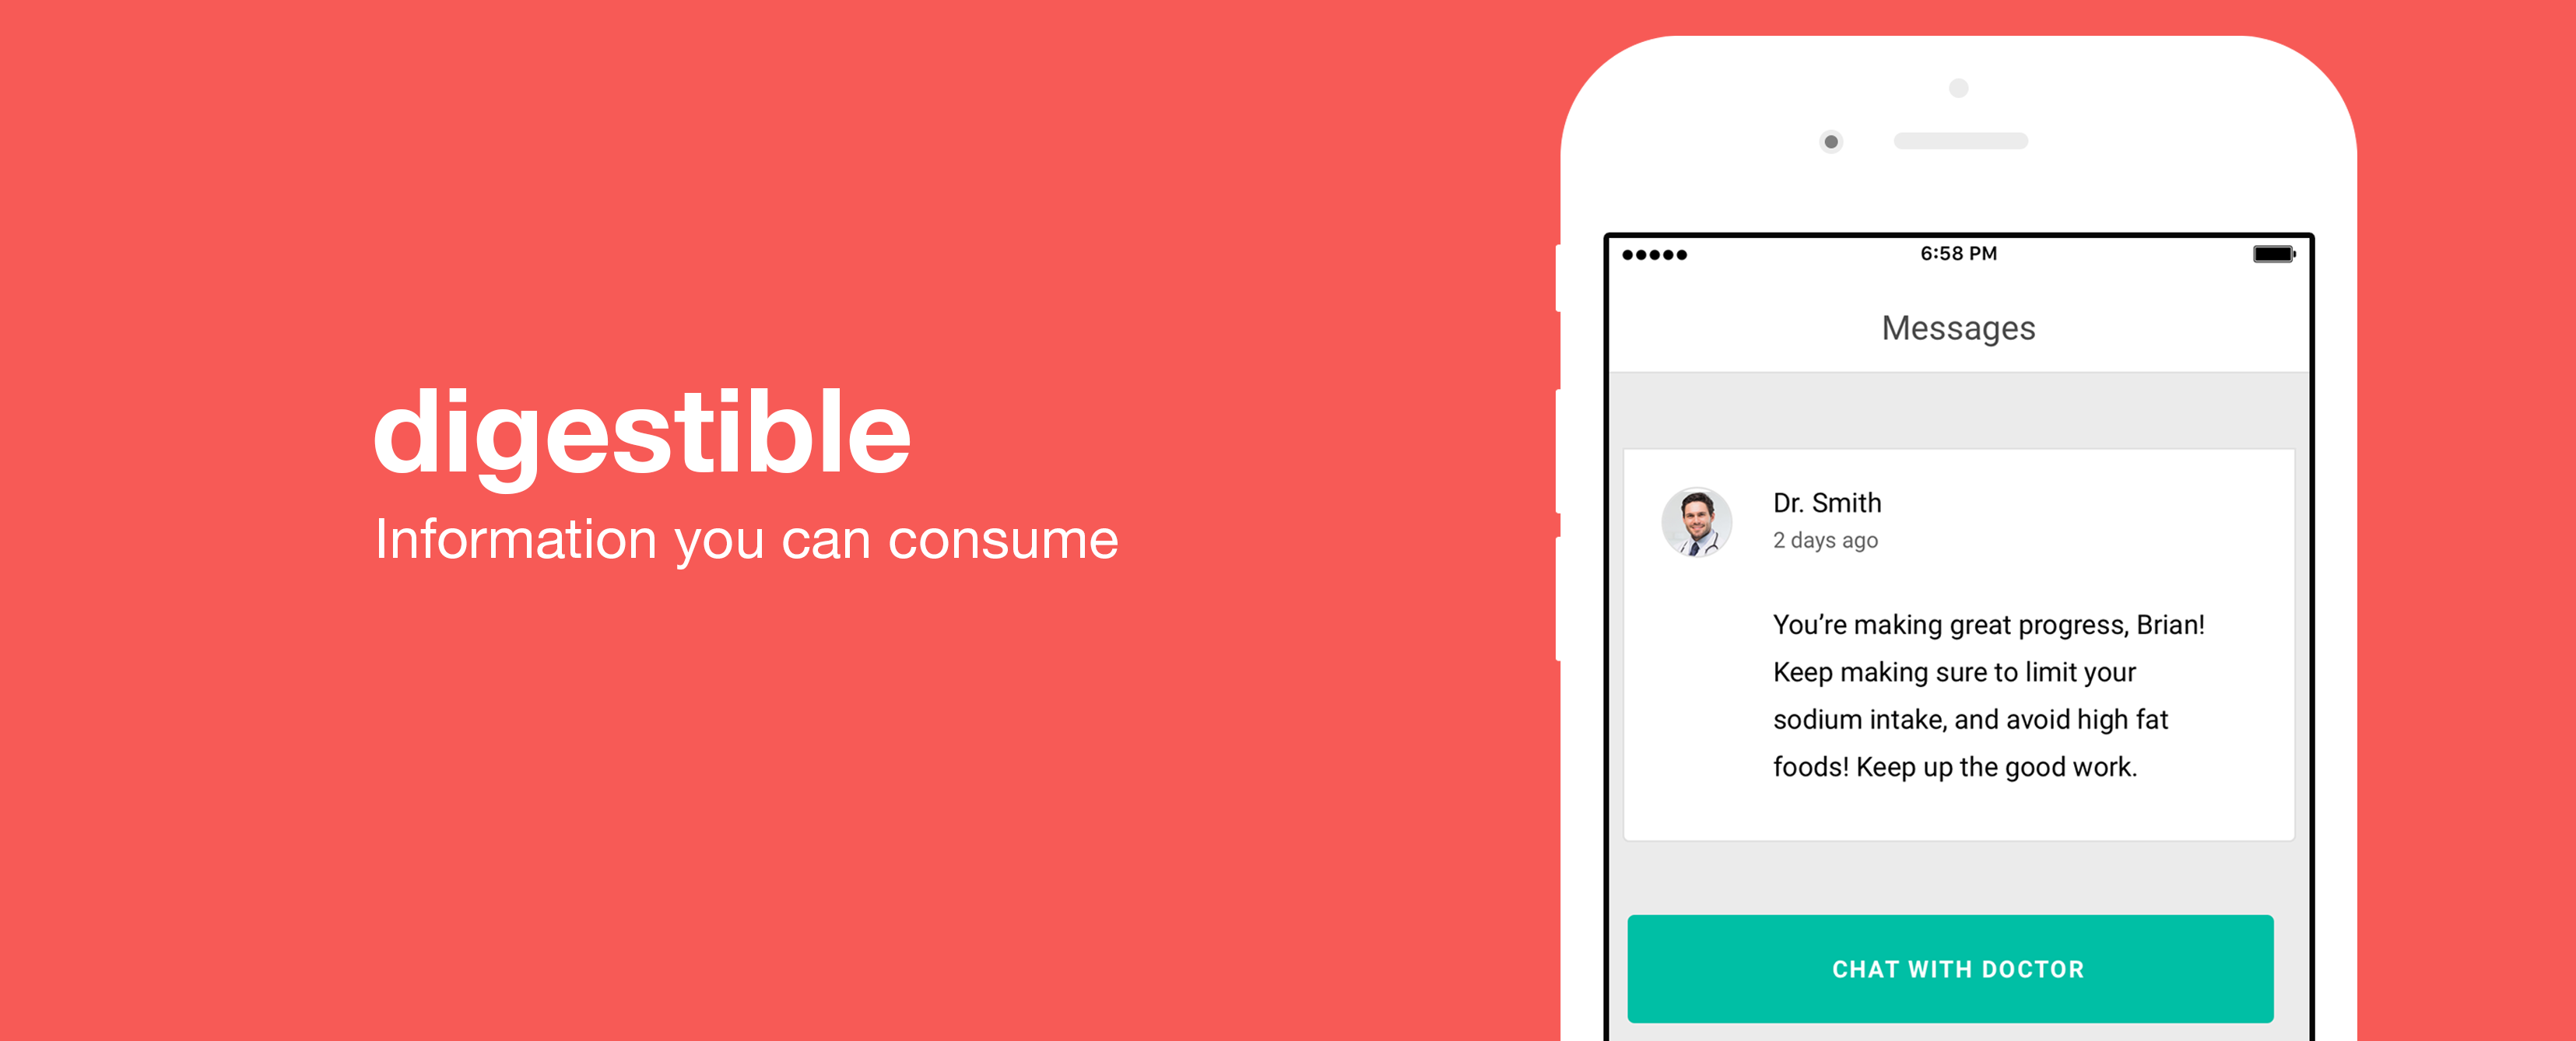 digestible
Information you can consume
6:58 PM
Messages
Dr. Smith
2 days ago
You’re making great progress, Brian!
Keep making sure to limit your
sodium intake, and avoid high fat
foods! Keep up the good work.
CHAT WITH DOCTOR